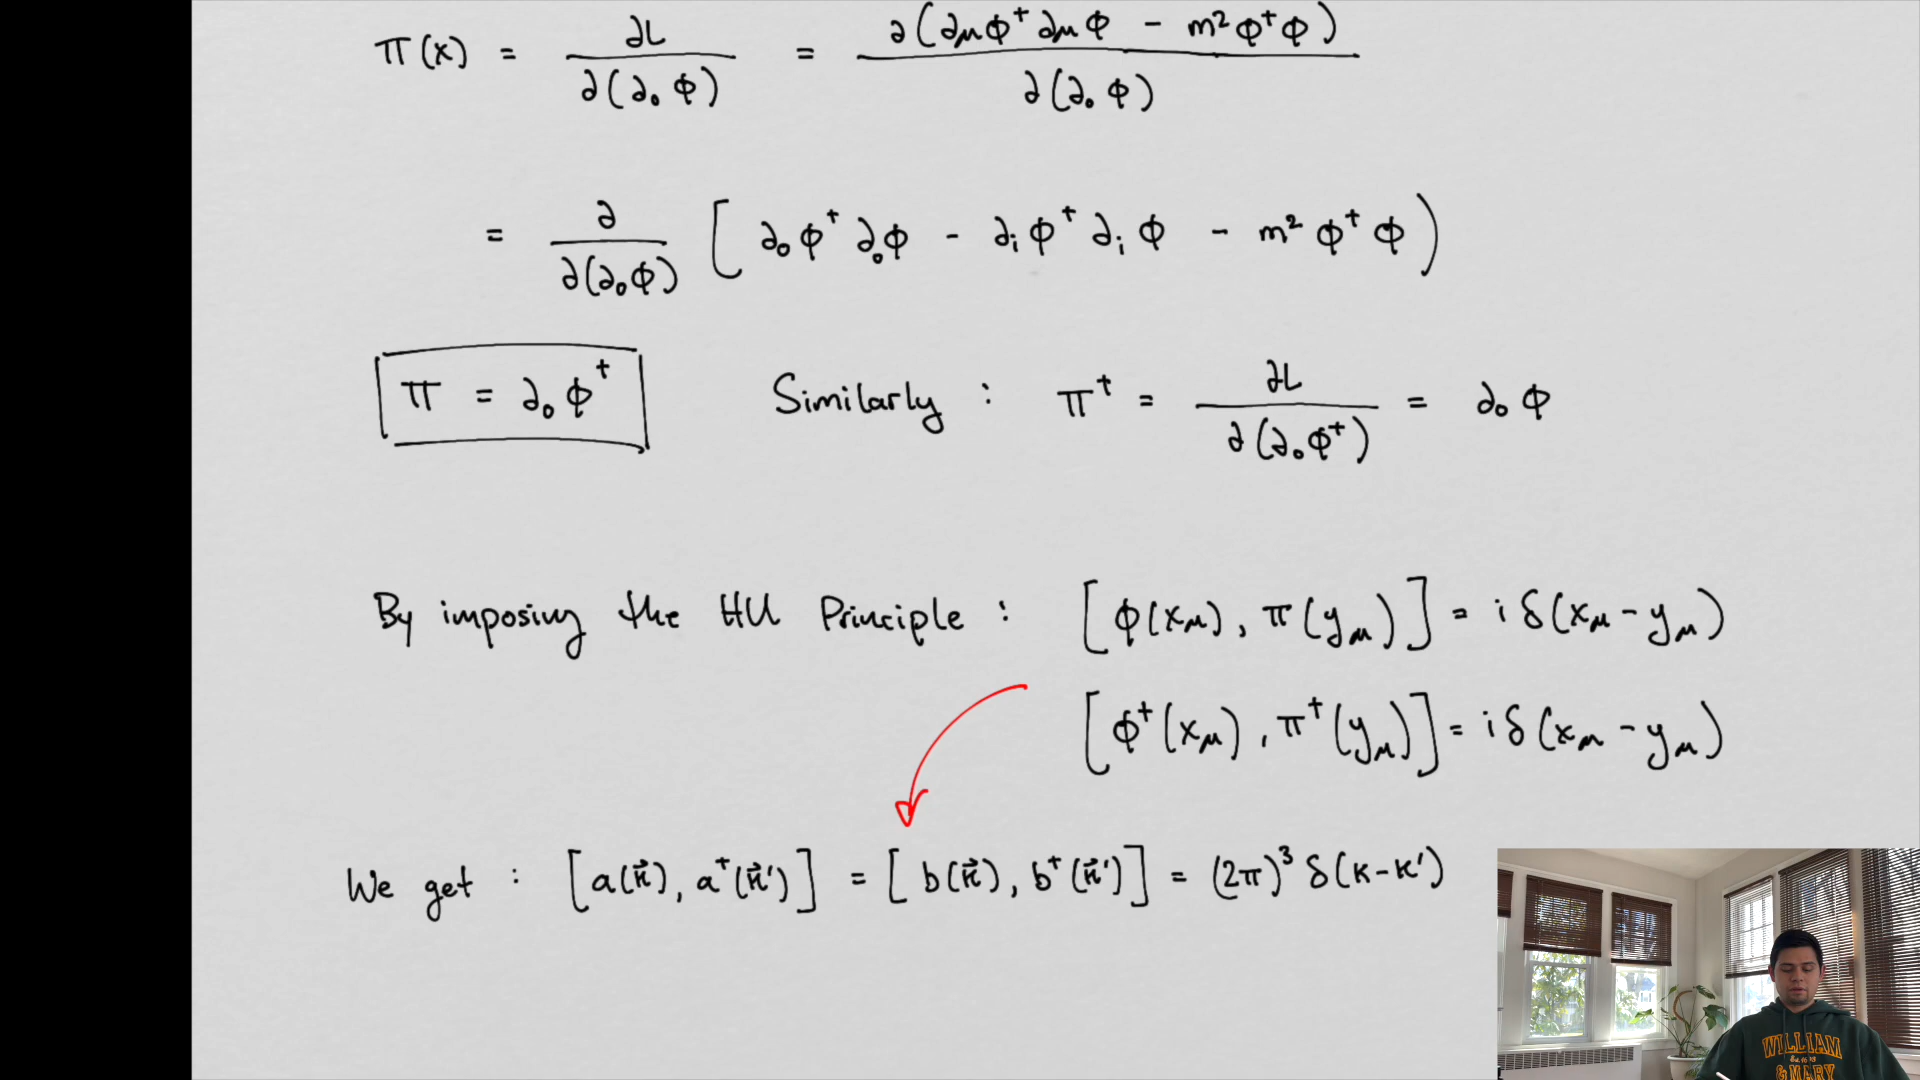 π(x) = ∂L / ∂(∂₀ϕ) = ∂(∂μϕ†∂μϕ − m²ϕ†ϕ) / ∂(∂₀ϕ)
= ∂ / ∂(∂₀ϕ) [ ∂₀ϕ†∂₀ϕ − ∂ᵢϕ†∂ᵢϕ − m²ϕ†ϕ )
π = ∂₀ϕ† Similarly : π† = ∂L / ∂(∂₀ϕ†) = ∂₀ϕ
By imposing the HU Principle : [ϕ(xμ), π(yμ)] = iδ(xμ − yμ)
[ϕ†(xμ), π†(yμ)] = iδ(xμ − yμ)
We get : [a(k⃗), a†(k⃗')] = [b(k⃗), b†(k⃗')] = (2π)³ δ(k−k')
WILLIAM
& MARY